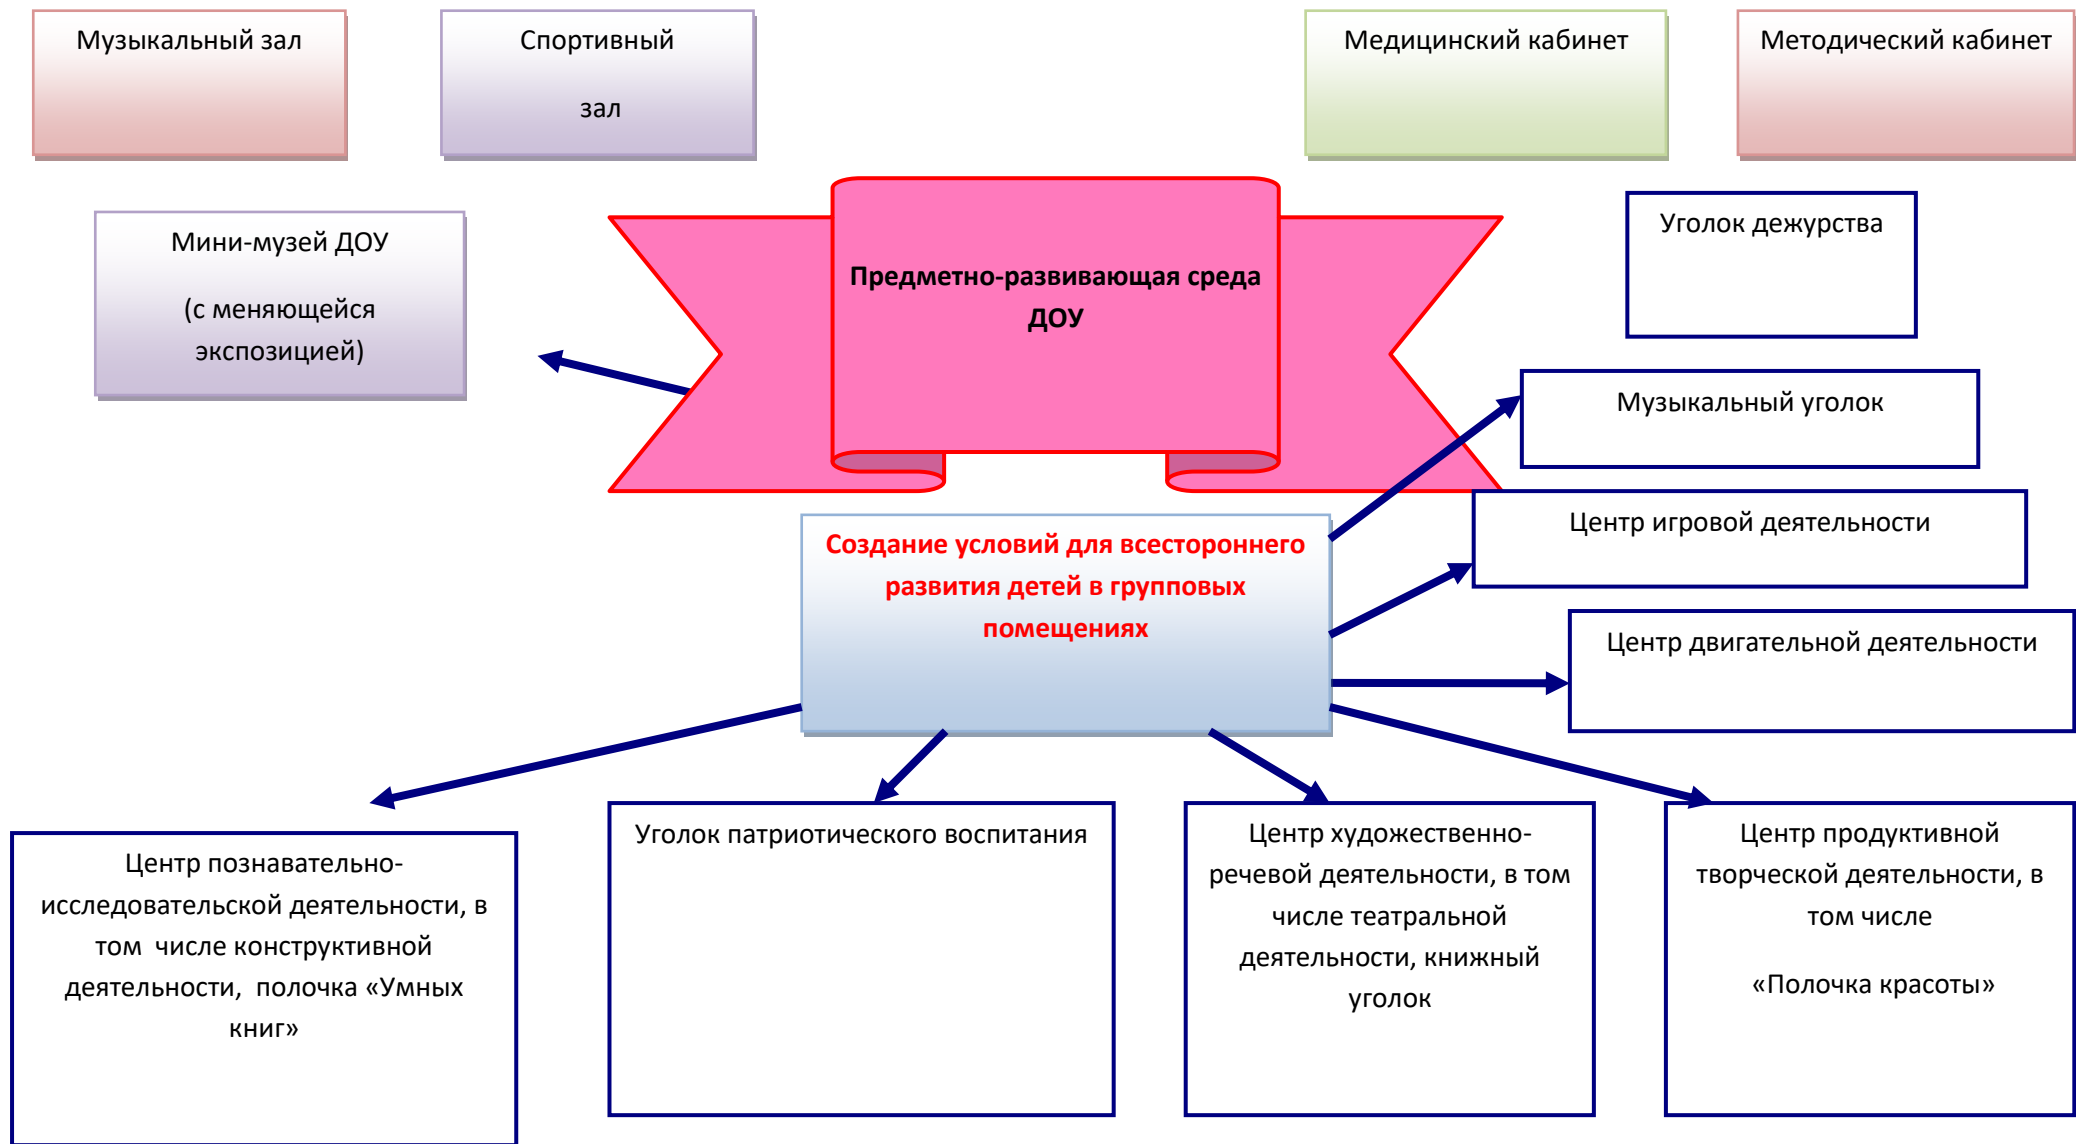 Музыкальный зал
Спортивный
зал
Медицинский кабинет
Методический кабинет
Мини-музей ДОУ
(с меняющейся
экспозицией)
Предметно-развивающая среда
ДОУ
Уголок дежурства
Музыкальный уголок
Центр игровой деятельности
Создание условий для всестороннего
развития детей в групповых
помещениях
Центр двигательной деятельности
Центр познавательно-
исследовательской деятельности, в
том  числе конструктивной
деятельности,  полочка «Умных
книг»
Уголок патриотического воспитания
Центр художественно-
речевой деятельности, в том
числе театральной
деятельности, книжный
уголок
Центр продуктивной
творческой деятельности, в
том числе
«Полочка красоты»